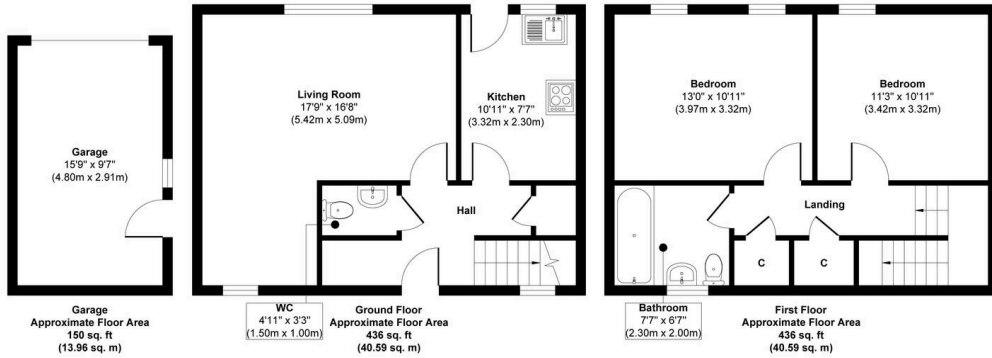 Garage
15'9" x 9'7"
(4.80m x 2.91m)
Garage
Approximate Floor Area
150 sq. ft
(13.96 sq. m)
Living Room
17'9" x 16'8"
(5.42m x 5.09m)
Kitchen
10'11" x 7'7"
(3.32m x 2.30m)
Hall
WC
4'11" x 3'3"
(1.50m x 1.00m)
Ground Floor
Approximate Floor Area
436 sq. ft
(40.59 sq. m)
Bedroom
13'0" x 10'11"
(3.97m x 3.32m)
Bedroom
11'3" x 10'11"
(3.42m x 3.32m)
Landing
C
C
Bathroom
7'7" x 6'7"
(2.30m x 2.00m)
First Floor
Approximate Floor Area
436 sq. ft
(40.59 sq. m)